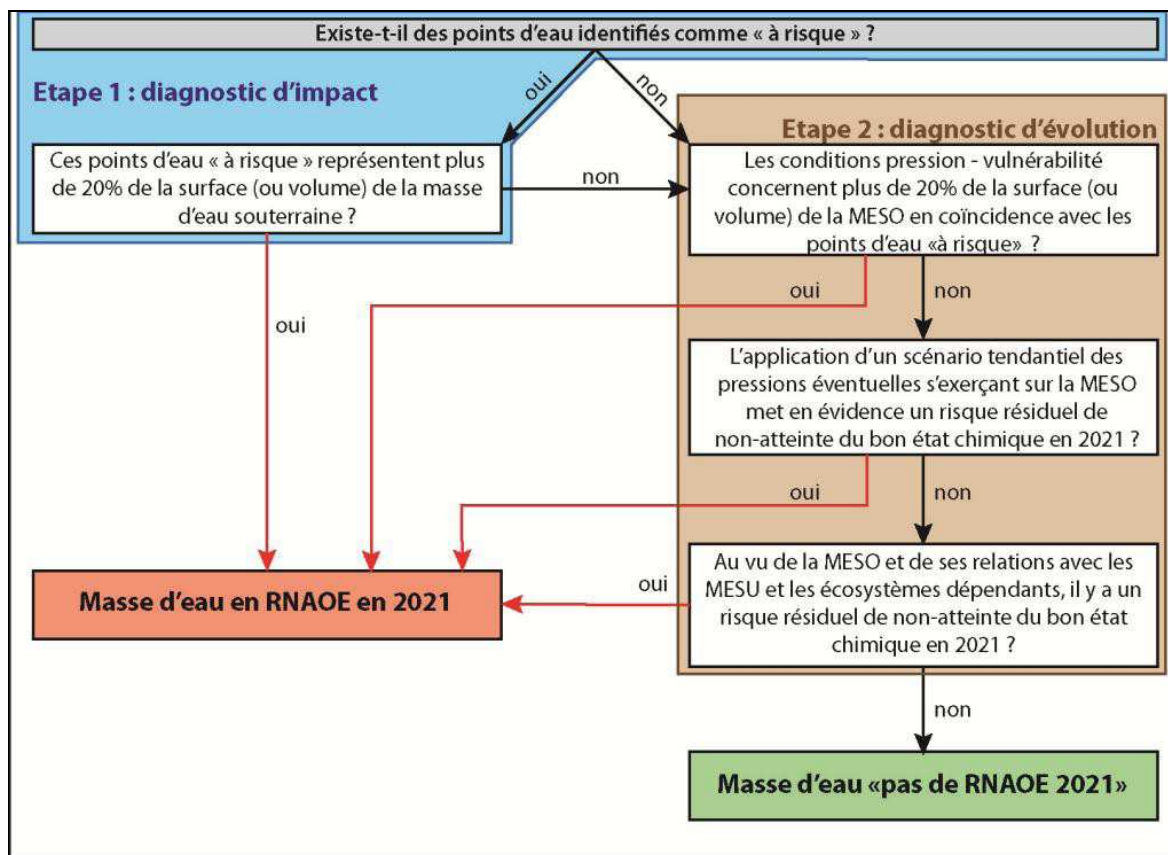 Existe-t-il des points d'eau identifiés comme « à risque » ?
oui
non
Etape 1 : diagnostic d'impact
Etape 2 : diagnostic d'évolution
Ces points d'eau « à risque » représentent plus
de 20% de la surface (ou volume) de la masse
d'eau souterraine ?
non
Les conditions pression - vulnérabilité
concernent plus de 20% de la surface (ou
volume) de la MESO en coïncidence avec les
points d'eau «à risque» ?
oui
oui
non
L'application d'un scénario tendantiel des
pressions éventuelles s'exerçant sur la MESO
met en évidence un risque résiduel de
non-atteinte du bon état chimique en 2021 ?
oui
non
Masse d'eau en RNAOE en 2021
oui
Au vu de la MESO et de ses relations avec les
MESU et les écosystèmes dépendants, il y a un
risque résiduel de non-atteinte du bon état
chimique en 2021 ?
non
Masse d'eau «pas de RNAOE 2021»